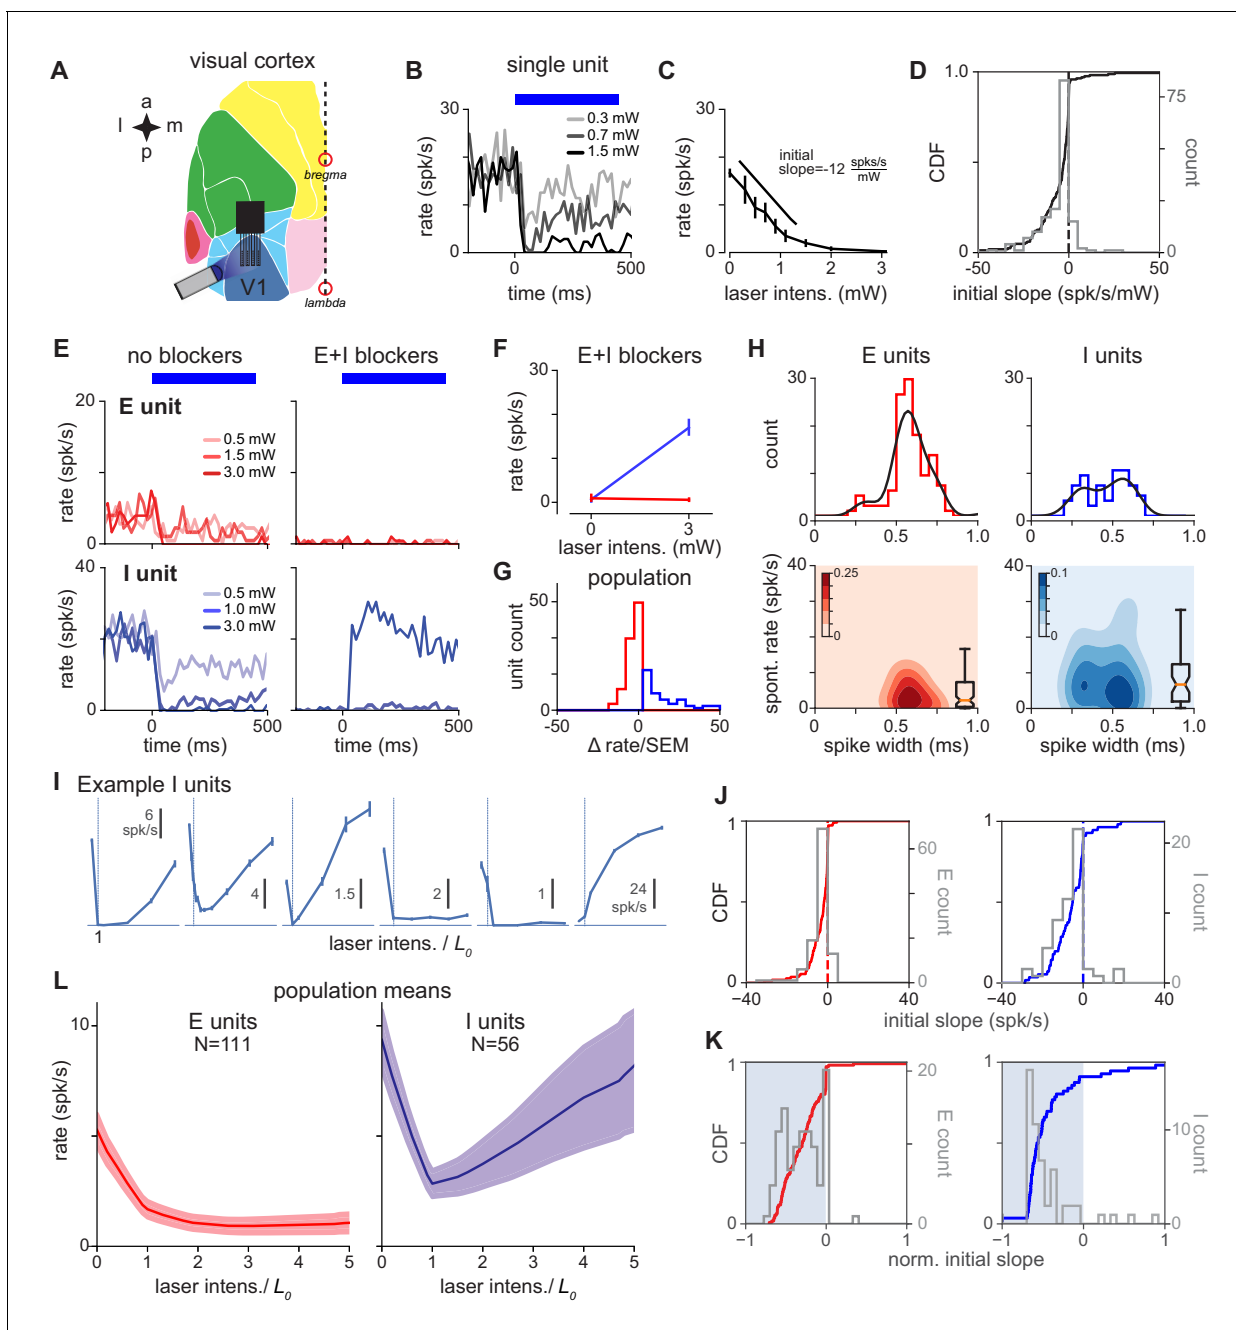 A
visual cortex
a
l m
p
bregma
V1
lambda
B
single unit
30
0.3 mW
0.7 mW
1.5 mW
rate (spk/s)
0
0 500
time (ms)
C
30
initial
slope=-12 spks/s
mW
rate (spk/s)
0
0 1 2 3
laser intens. (mW)
D
1.0
75
CDF
count
0 0
-50 0 50
initial slope (spk/s/mW)
E
no blockers
E+I blockers
20
E unit
0.5 mW
1.5 mW
3.0 mW
rate (spk/s)
0
40
I unit
0.5 mW
1.0 mW
3.0 mW
20
rate (spk/s)
0
0 500
0 500
time (ms)
time (ms)
F
E+I blockers
20
rate (spk/s)
0
0 3
laser intens. (mW)
G
population
50
unit count
0
-50 0 50
Δ rate/SEM
H
E units
I units
30
30
count
0
0
0 0.5 1.0
0 0.5 1.0
40
0.25
0
40
0.1
0
spont. rate (spk/s)
0
0
0 0.5 1.0
0 0.5 1.0
spike width (ms)
spike width (ms)
I
Example I units
6
spk/s
4
1.5
2
1
24
spk/s
1
laser intens. / L0
J
1
60
CDF
E count
0 0
−40 0 40
1
20
I count
0 0
−40 0 40
initial slope (spk/s)
K
1
20
CDF
E count
0 0
−1 0 1
1
10
I count
0 0
−1 0 1
norm. initial slope
L
population means
E units
N=111
I units
N=56
10
rate (spk/s)
0
0 1 2 3 4 5
0 1 2 3 4 5
laser intens./ L0
laser intens./ L0